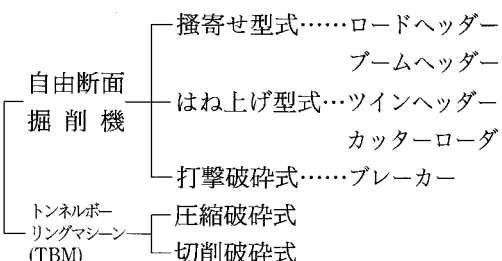 掻寄せ型式……ロードヘッダー
ブームヘッダー
自由断面
掘削機
はね上げ型式…ツインヘッダー
カッターローダ
打撃破砕式……ブレーカー
トンネルボー
リングマシーン
(TBM)
圧縮破砕式
切削破砕式